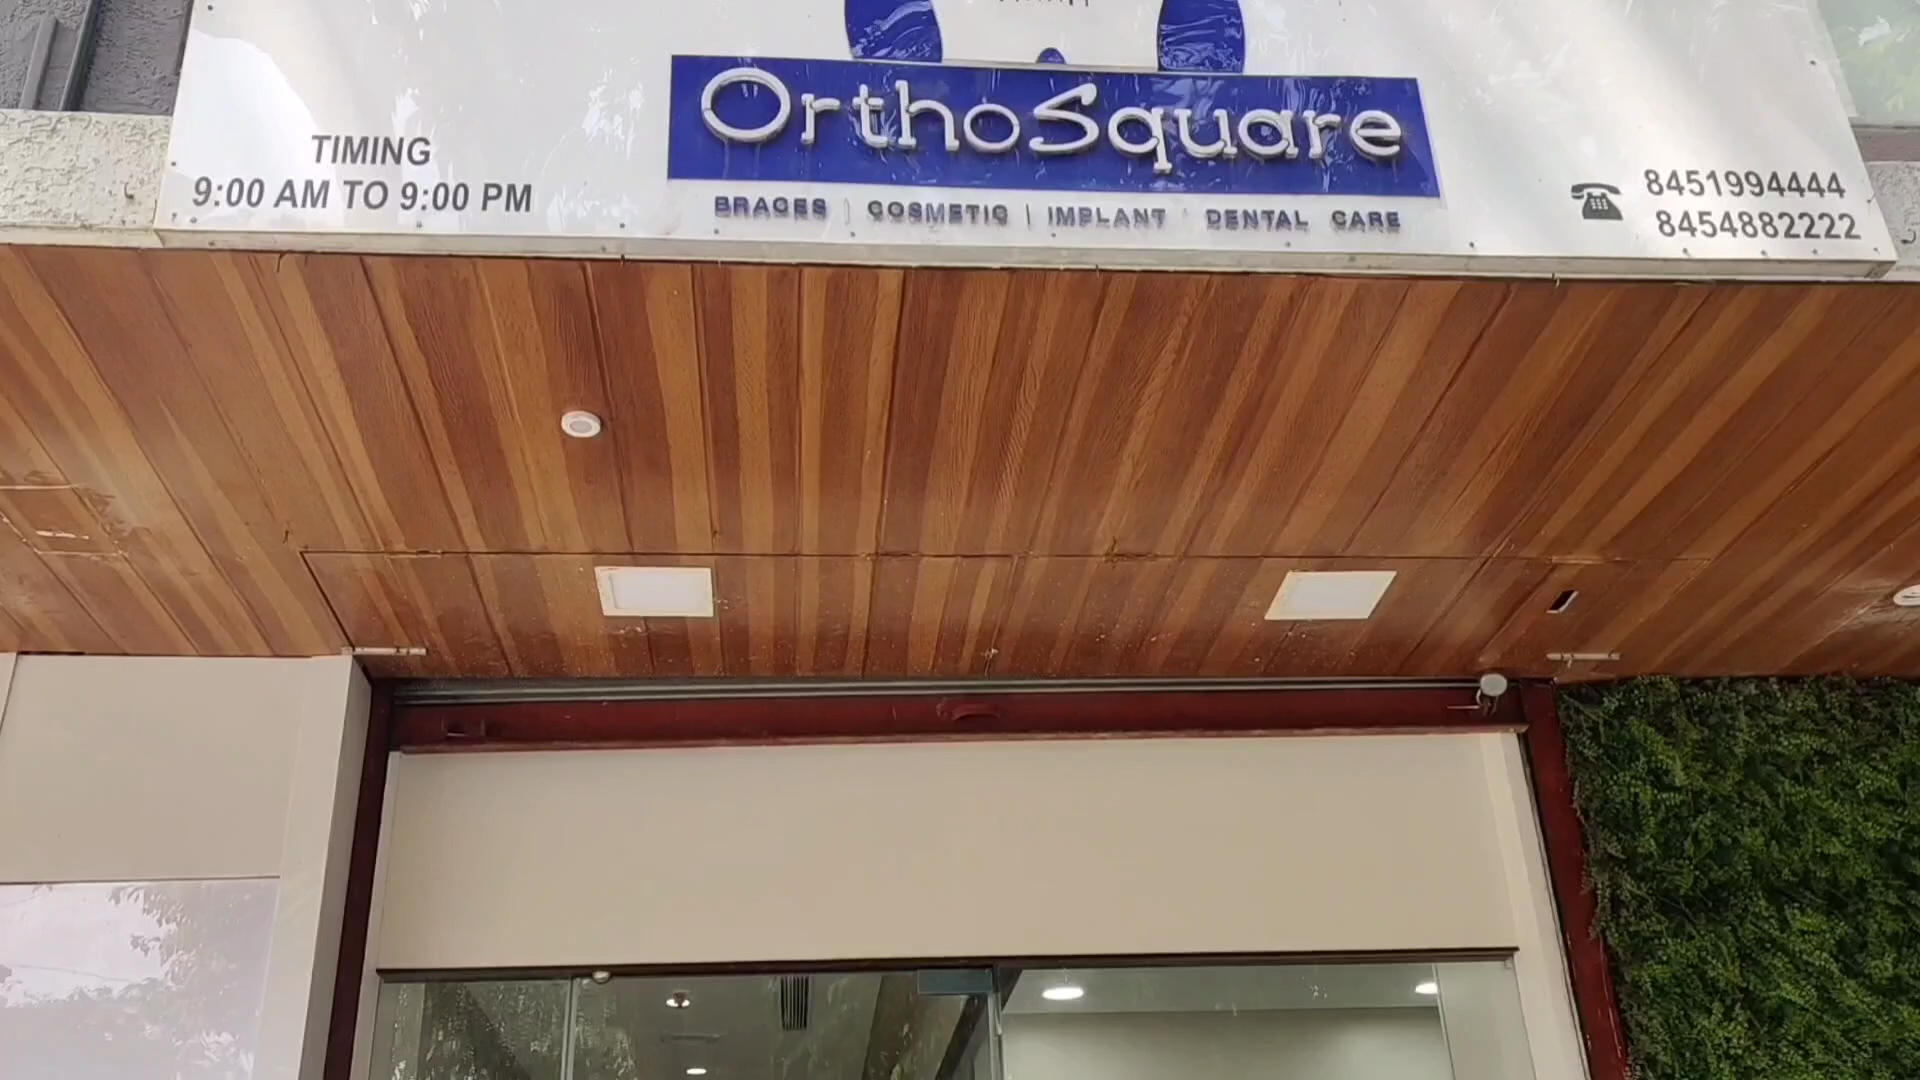 OrthoSquare
BRACES | COSMETIC | IMPLANT | DENTAL CARE
TIMING
9:00 AM TO 9:00 PM
8451994444
8454882222